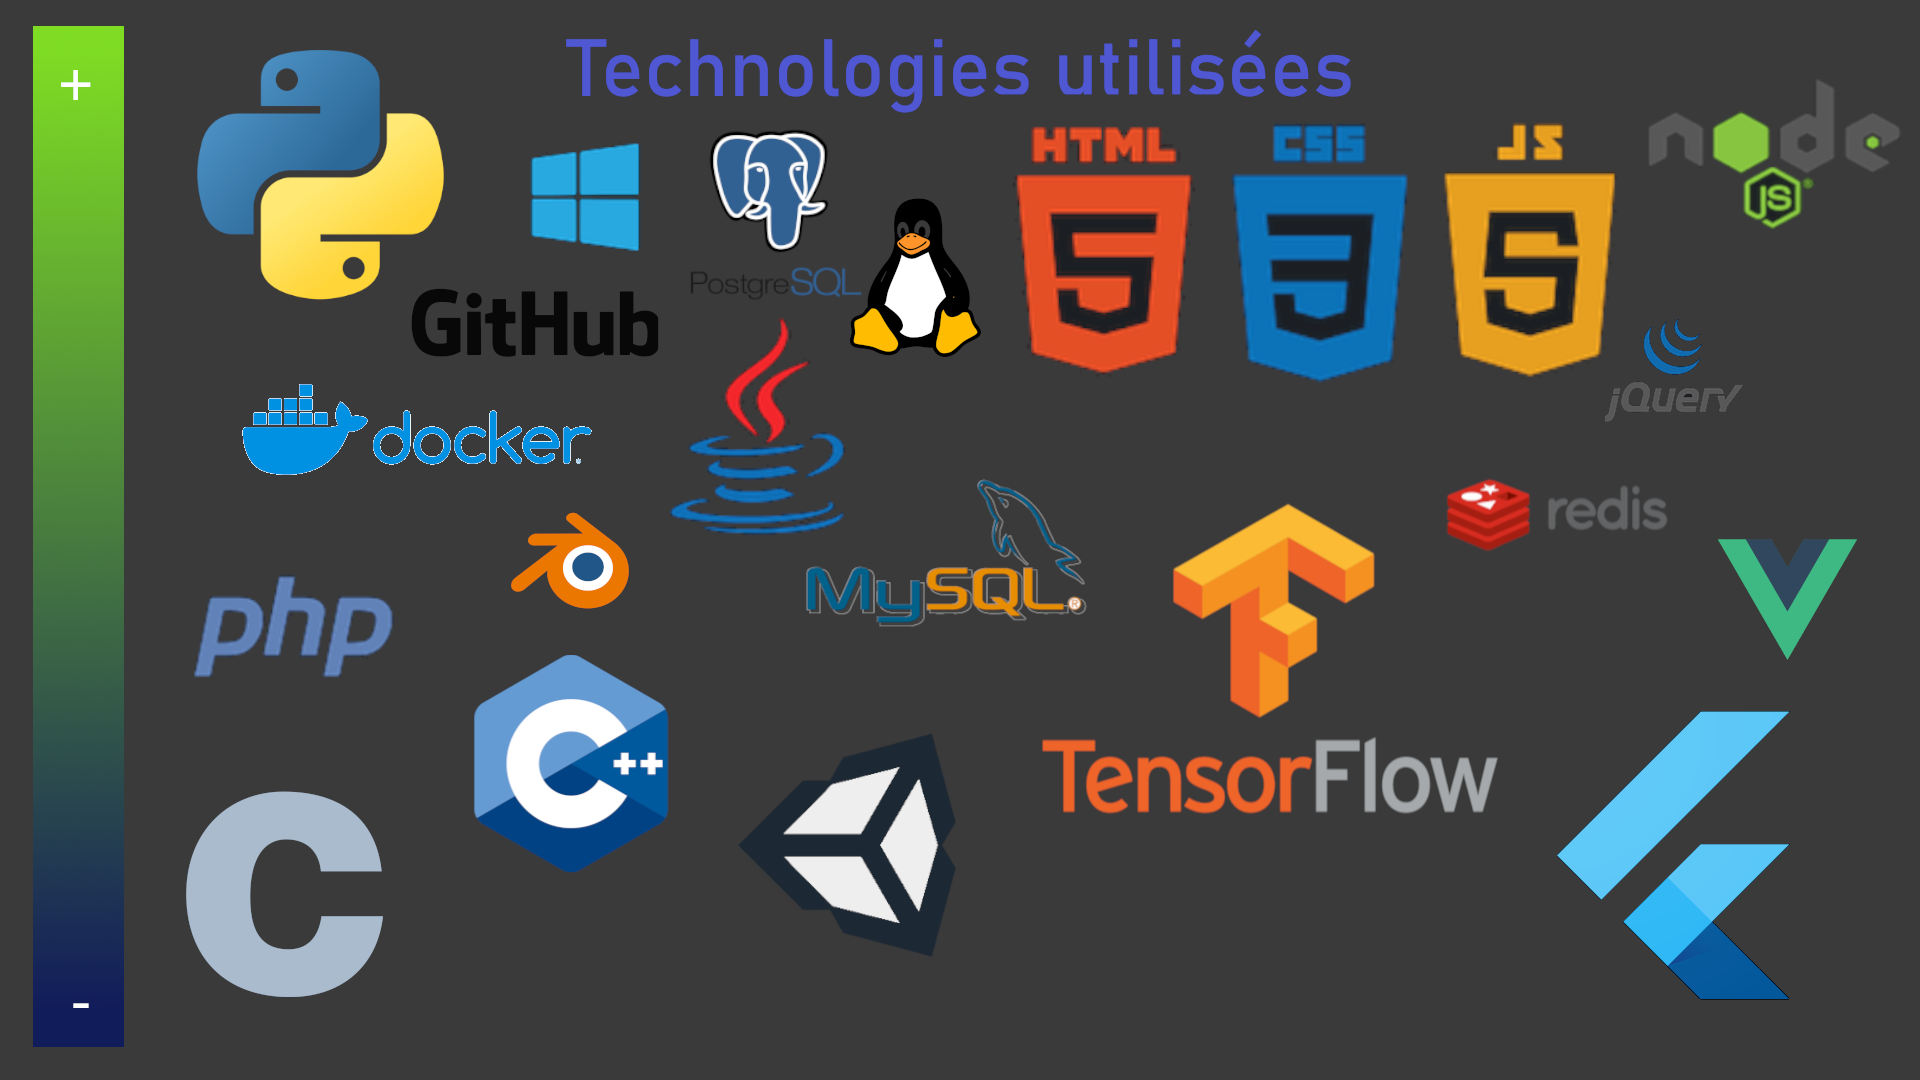 Technologies utilisées
+
HTML
CSS
JS
node
JS
PostgreSQL
GitHub
jQuery
docker
redis
MySQL
php
C++
TensorFlow
C
-